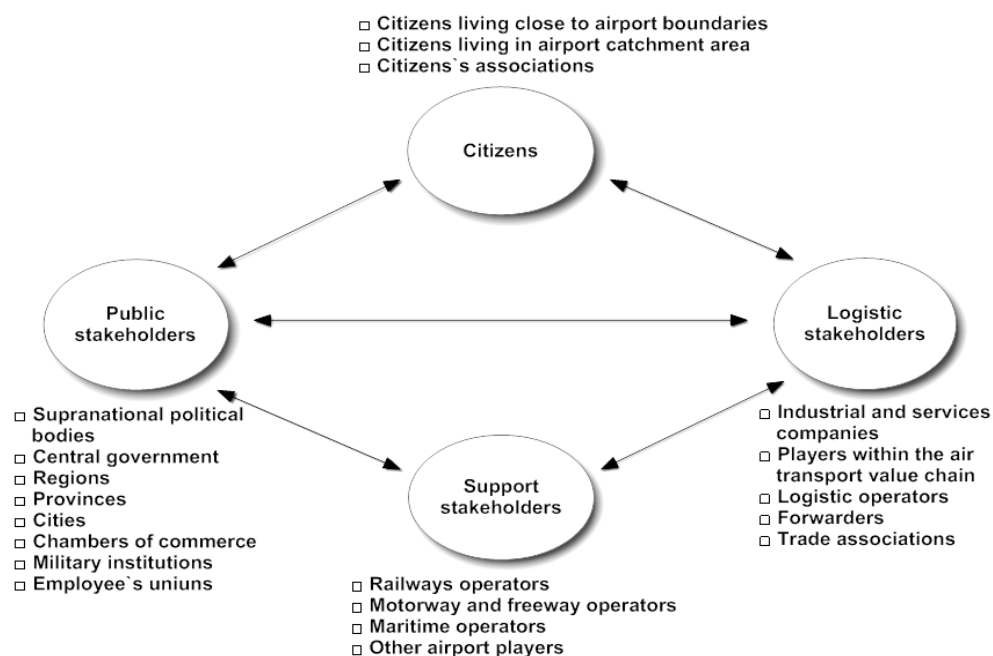 □ Citizens living close to airport boundaries
□ Citizens living in airport catchment area
□ Citizens`s associations
Citizens
Public
stakeholders
Logistic
stakeholders
□ Supranational political
bodies
□ Central government
□ Regions
□ Provinces
□ Cities
□ Chambers of commerce
□ Military institutions
□ Employee`s uniuns
Support
stakeholders
□ Industrial and services
companies
□ Players within the air
transport value chain
□ Logistic operators
□ Forwarders
□ Trade associations
□ Railways operators
□ Motorway and freeway operators
□ Maritime operators
□ Other airport players